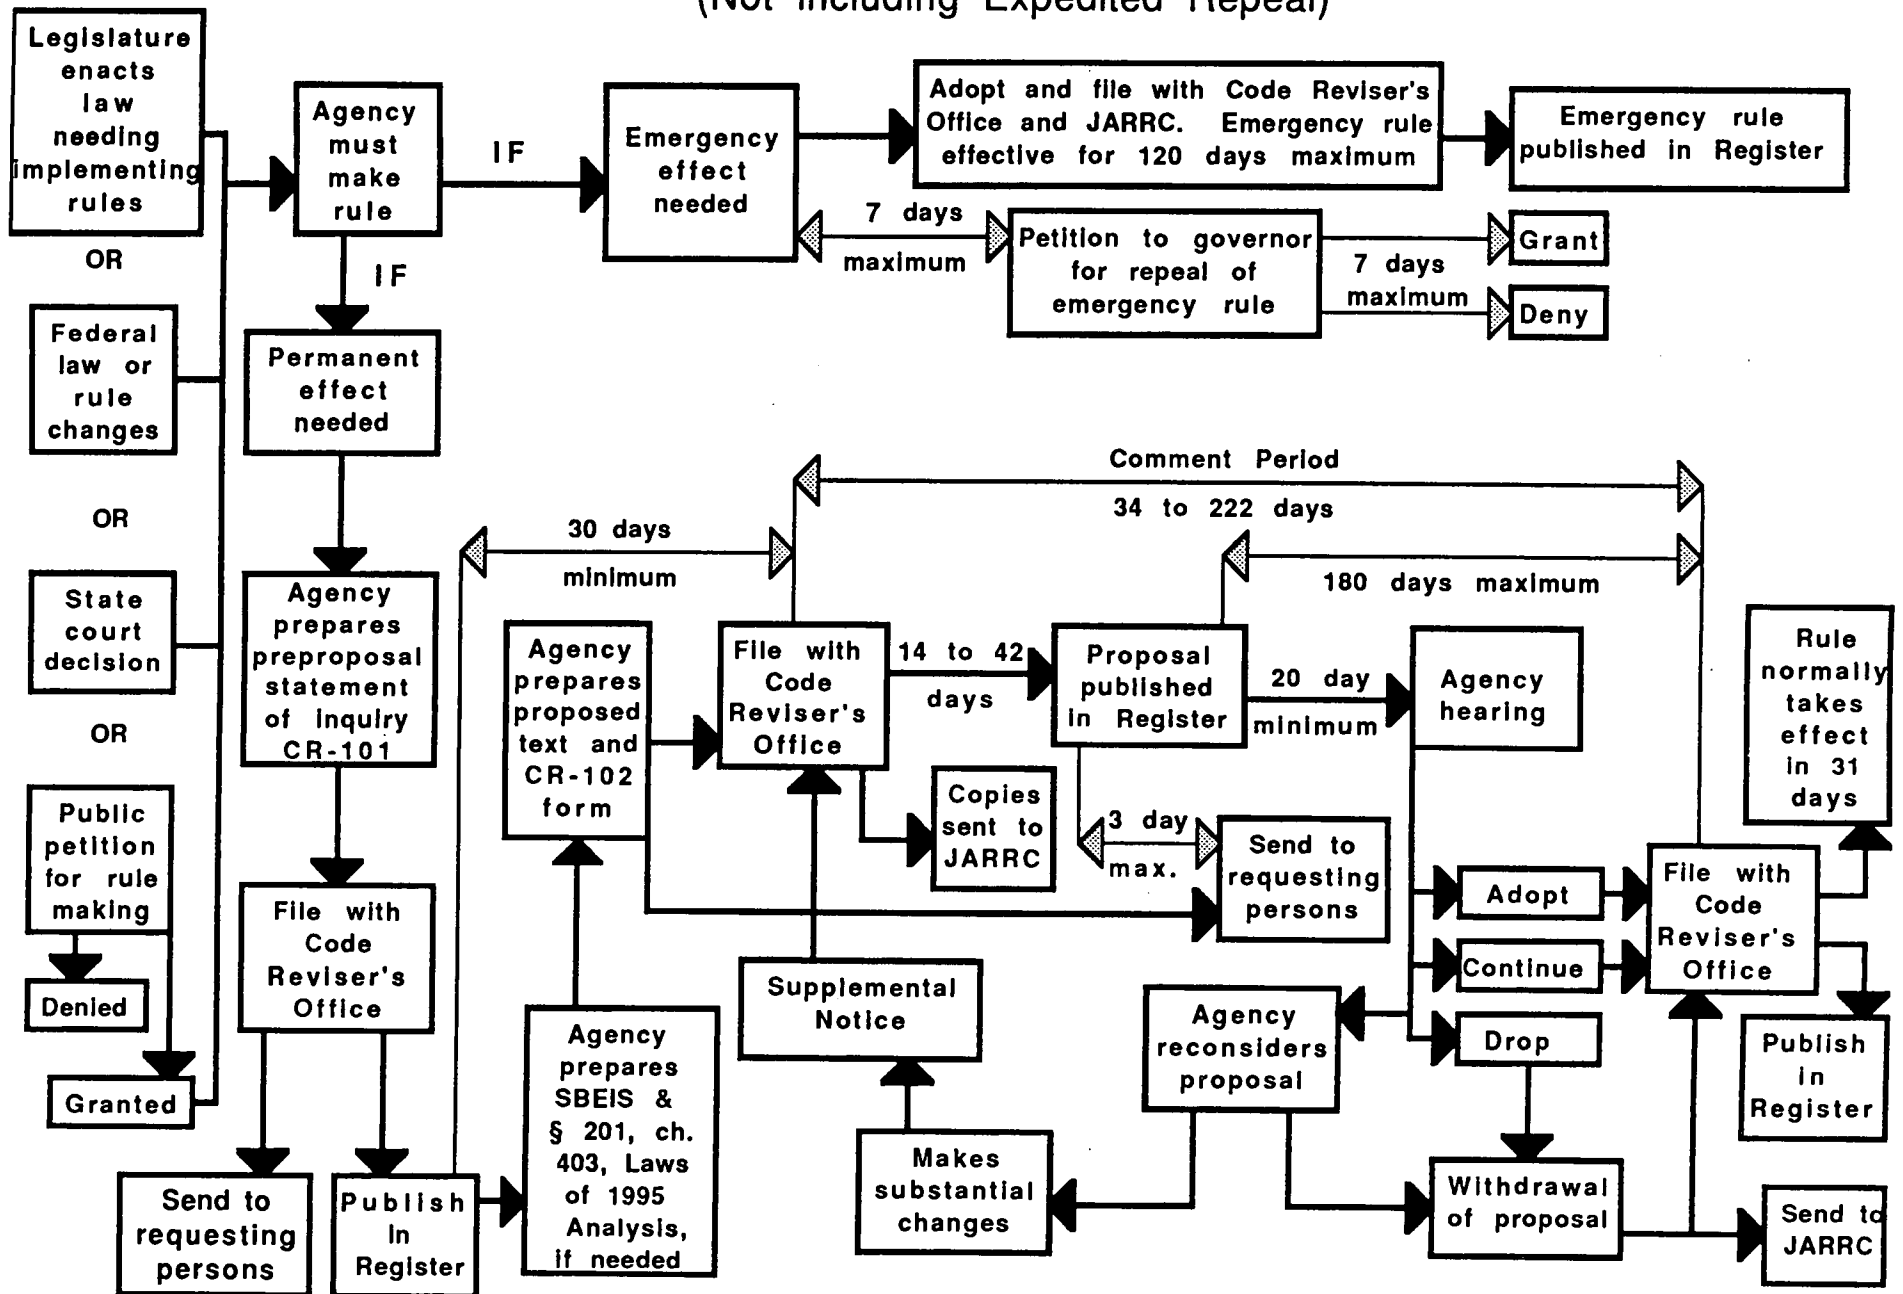 (Not Including Expedited Repeal)
Legislature
enacts
law
needing
implementing
rules
OR
Federal
law or
rule
changes
OR
State
court
decision
OR
Public
petition
for rule
making
Denied
Granted
Agency
must
make
rule
IF
IF
Emergency
effect
needed
Adopt and file with Code Reviser's
Office and JARRC. Emergency rule
effective for 120 days maximum
Emergency rule
published in Register
7 days
maximum
Petition to governor
for repeal of
emergency rule
7 days
maximum
Grant
Deny
Permanent
effect
needed
Agency
prepares
preproposal
statement
of inquiry
CR-101
File with
Code
Reviser's
Office
Send to
requesting
persons
Publish
in
Register
30 days
minimum
Agency
prepares
SBEIS &
§ 201, ch.
403, Laws
of 1995
Analysis,
if needed
Agency
prepares
proposed
text and
CR-102
form
File with
Code
Reviser's
Office
Copies
sent to
JARRC
Supplemental
Notice
14 to 42
days
Comment Period
34 to 222 days
180 days maximum
Proposal
published
in Register
3 day
max.
Send to
requesting
persons
20 day
minimum
Agency
hearing
Adopt
Continue
Drop
Agency
reconsiders
proposal
Makes
substantial
changes
Withdrawal
of proposal
Send to
JARRC
File with
Code
Reviser's
Office
Rule
normally
takes
effect
in 31
days
Publish
in
Register